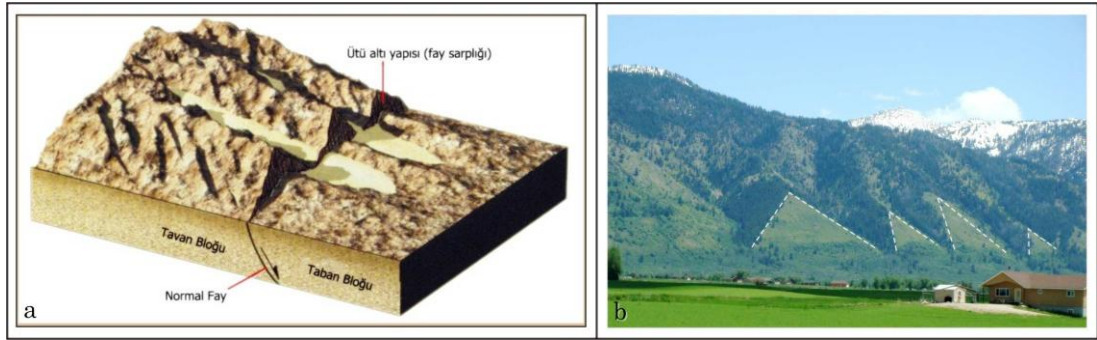 Ütü altı yapısı (fay sarplığı)
Tavan Bloğu
Taban Bloğu
Normal Fay
a
b